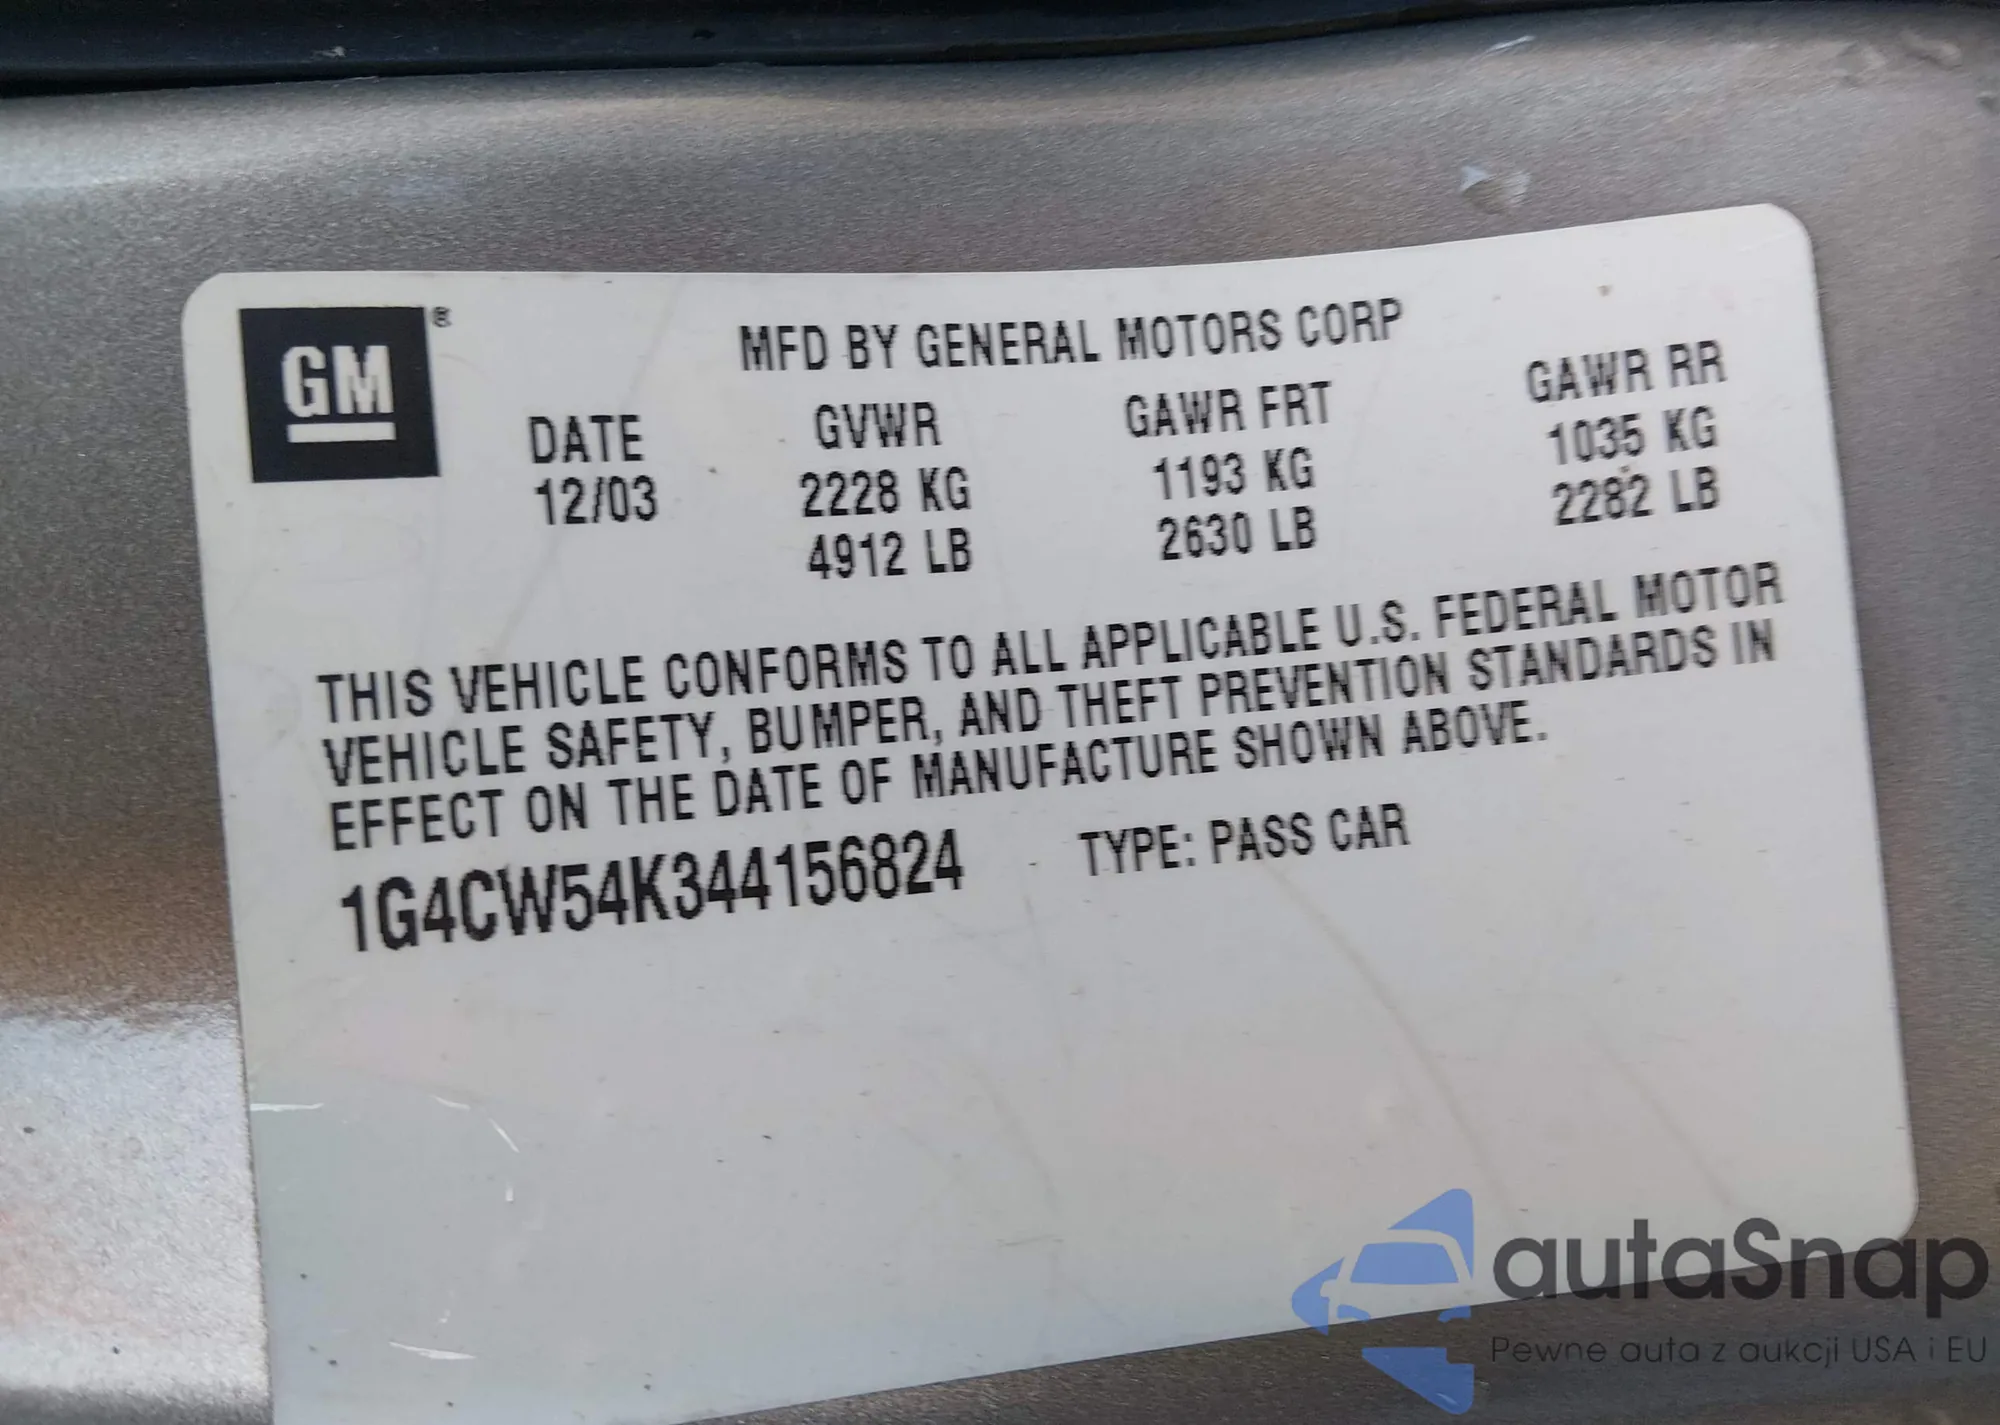 GM ®
MFD BY GENERAL MOTORS CORP
DATE GVWR GAWR FRT GAWR RR
12/03 2228 KG 1193 KG 1035 KG
4912 LB 2630 LB 2282 LB
THIS VEHICLE CONFORMS TO ALL APPLICABLE U.S. FEDERAL MOTOR
VEHICLE SAFETY, BUMPER, AND THEFT PREVENTION STANDARDS IN
EFFECT ON THE DATE OF MANUFACTURE SHOWN ABOVE.
1G4CW54K344156824 TYPE: PASS CAR
autaSnap
Pewne auta z aukcji USA i EU